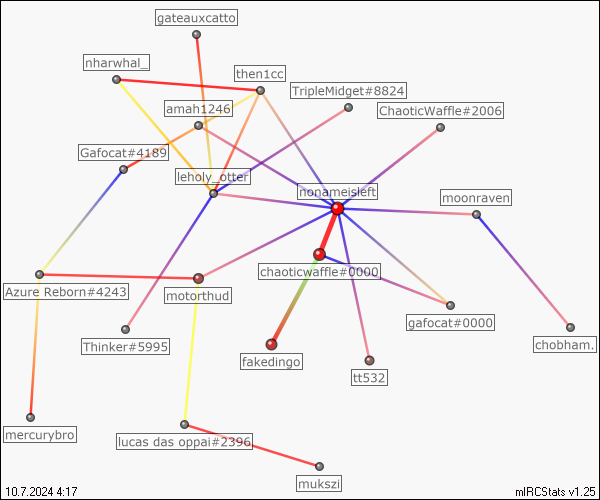 gateauxcatto
nharwhal_
then1cc
TripleMidget#8824
amah1246
ChaoticWaffle#2006
Gafocat#4189
leholy_otter
nonameisleft
moonraven
chaoticwaffle#0000
Azure Reborn#4243
motorthud
gafocat#0000
Thinker#5995
chobham.
fakedingo
tt532
mercurybro
lucas das oppai#2396
mukszi
10.7.2024 4:17
mIRCStats v1.25